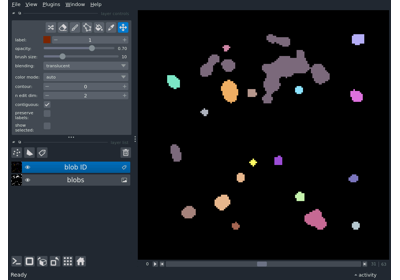 File View Plugins Window Help
label: 1
opacity: 0.70
brush size: 10
blending: translucent
color mode: auto
contour: 0
n edit dim: 2
contiguous:
preserve
labels:
show
selected:
blob ID
blobs
0
activity